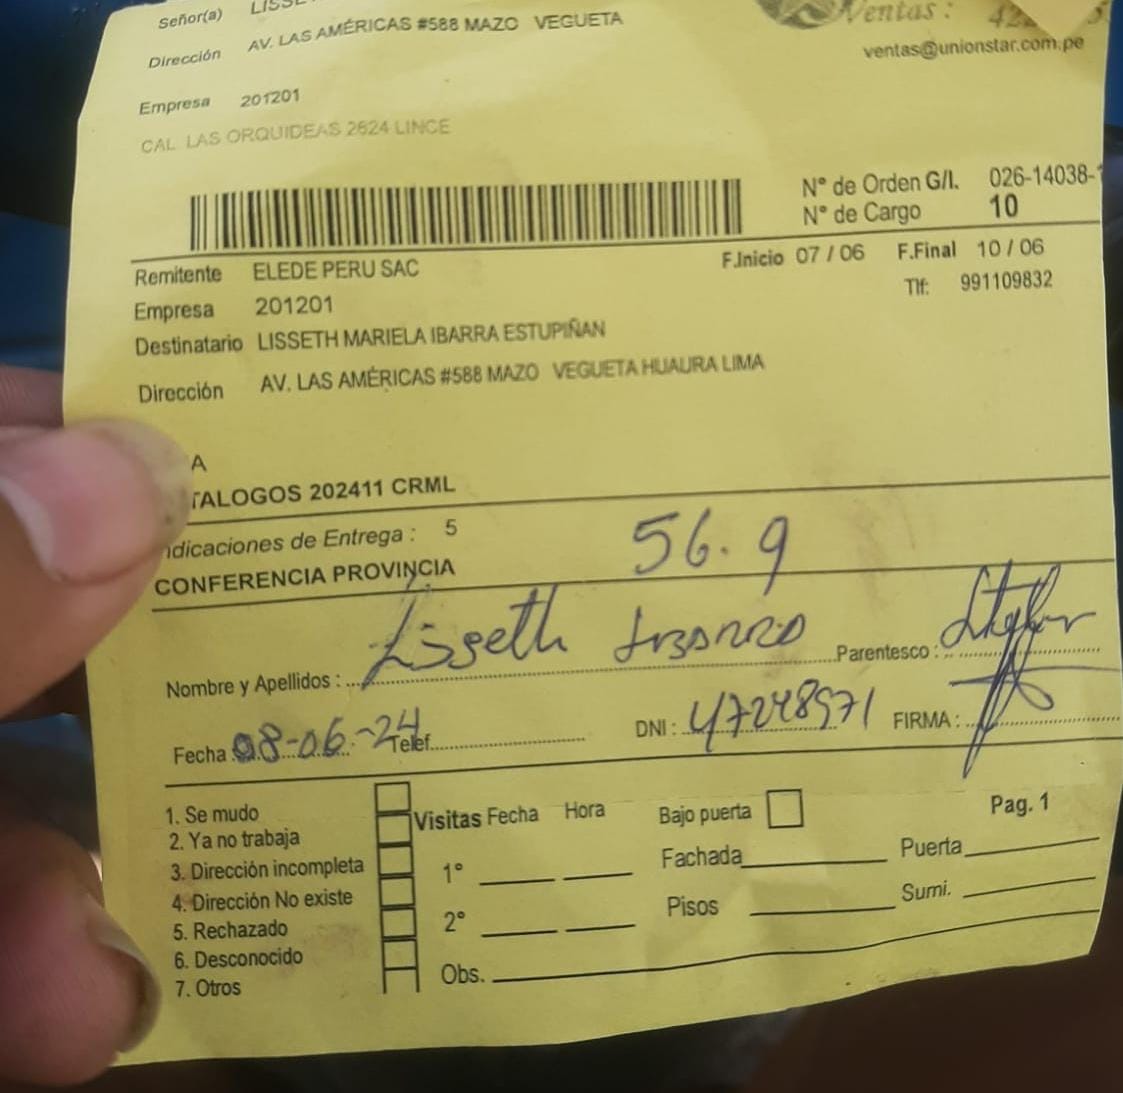 Señor(a) LISSE
AV. LAS AMÉRICAS #588 MAZO VEGUETA
Dirección
Ventas :
ventas@unionstar.com.pe
Empresa 201201
CAL. LAS ORQUIDEAS 2624 LINCE
N° de Orden G/I. 026-14038-
N° de Cargo 10
Remitente ELEDE PERU SAC
F.Inicio 07 / 06 F.Final 10 / 06
Empresa 201201
Tlf: 991109832
Destinatario LISSETH MARIELA IBARRA ESTUPIÑAN
Dirección AV. LAS AMÉRICAS #588 MAZO VEGUETA HUAURA LIMA
A
TALOGOS 202411 CRML
ndicaciones de Entrega : 5
56.9
CONFERENCIA PROVINCIA
Nombre y Apellidos : Lisseth Parentesco :
Fecha 08-06-24 Telef. DNI : 47248571 FIRMA :
1. Se mudo
2. Ya no trabaja
3. Dirección incompleta
4. Dirección No existe
5. Rechazado
6. Desconocido
7. Otros
Visitas Fecha Hora
1°
2°
Obs.
Bajo puerta
Fachada
Pisos
Pag. 1
Puerta
Sumi.